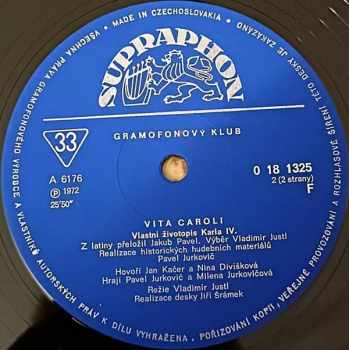 MADE IN CZECHOSLOVAKIA • VŠECHNA PRÁVA GRAMOFONOVÉHO VÝROBCE A VLASTNÍKŮ AUTORSKÝCH PRÁV K DÍLU VYHRAŽENA. POŘIZOVÁNÍ KOPIÍ, VEŘEJNÉ PROVOZOVÁNÍ A ROZHLASOVÉ ŠÍŘENÍ TÉTO DESKY JE ZAKÁZÁNO •
SUPRAPHON
GRAMOFONOVÝ KLUB
33
A 6176
Ⓟ 1972
25'50"
0 18 1325
2 (2 strany)
F
VITA CAROLI
Vlastní životopis Karla IV.
Z latiny přeložil Jakub Pavel. Výběr Vladimír Justl
Realizace historických hudebních materiálů
Pavel Jurkovič
Hovoří Jan Kačer a Nina Divíšková
Hrají Pavel Jurkovič a Milena Jurkovičová
Režie Vladimír Justl
Realizace desky Jiří Šrámek